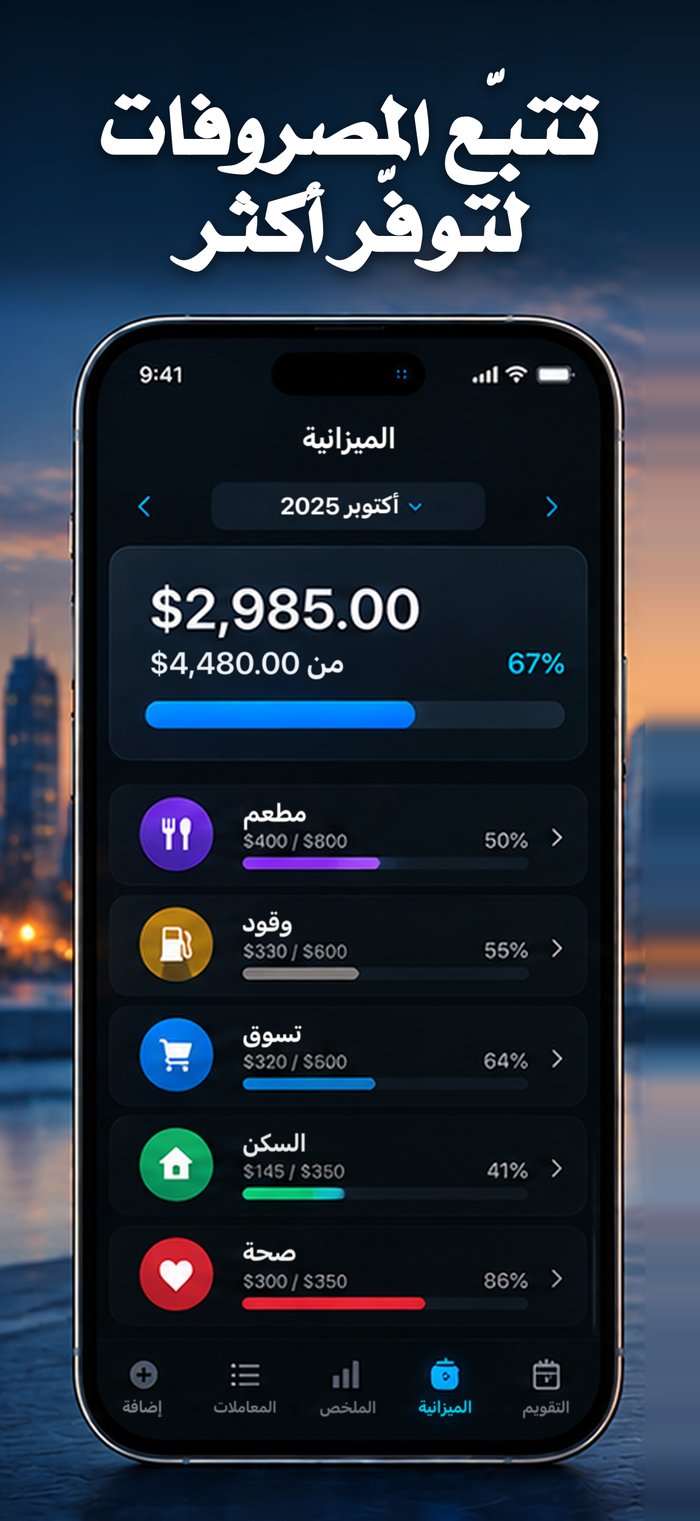 تتبّع المصروفات
لتوفّر أكثر
9:41
الميزانية
أكتوبر 2025
$2,985.00
من $4,480.00
67%
مطعم
$400 / $800
50%
وقود
$330 / $600
55%
تسوق
$320 / $600
64%
السكن
$145 / $350
41%
صحة
$300 / $350
86%
إضافة
المعاملات
الملخص
الميزانية
التقويم